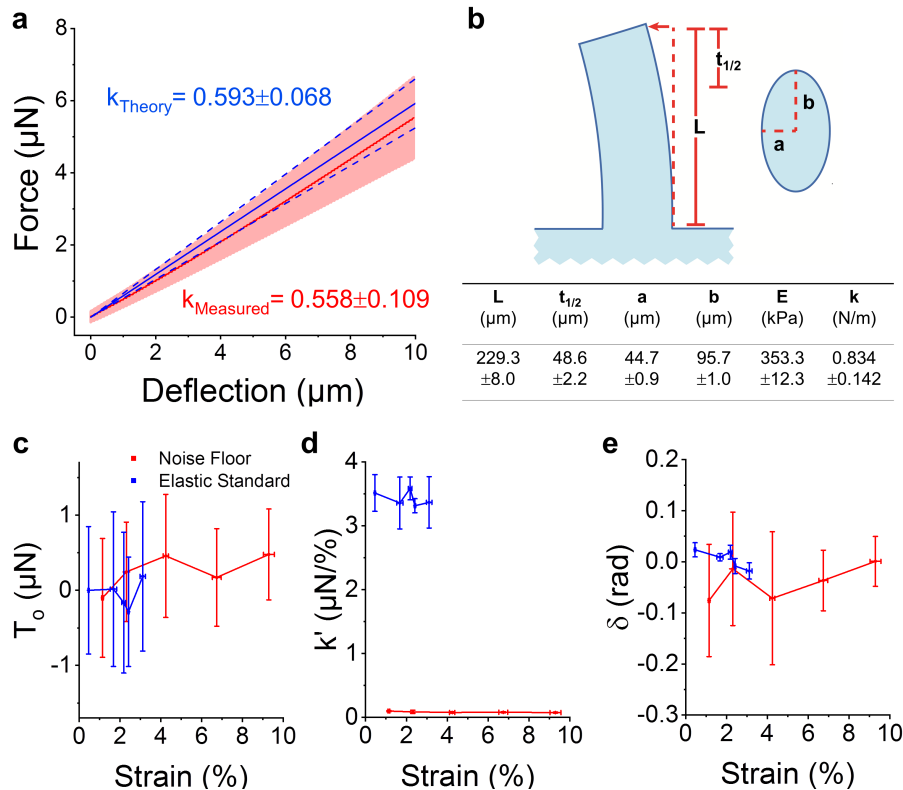 a
8
6
4
2
0
Force (µN)
k_Theory= 0.593±0.068
k_Measured= 0.558±0.109
0 2 4 6 8 10
Deflection (µm)
b
t_1/2
L
b
a
L t_1/2 a b E k
(µm) (µm) (µm) (µm) (kPa) (N/m)
229.3 48.6 44.7 95.7 353.3 0.834
±8.0 ±2.2 ±0.9 ±1.0 ±12.3 ±0.142
c
Noise Floor
Elastic Standard
1
0
-1
T_o (µN)
0 2 4 6 8 10
Strain (%)
d
4
3
2
1
0
k' (µN/%)
0 2 4 6 8 10
Strain (%)
e
0.2
0.1
0.0
-0.1
-0.2
-0.3
δ (rad)
0 2 4 6 8 10
Strain (%)